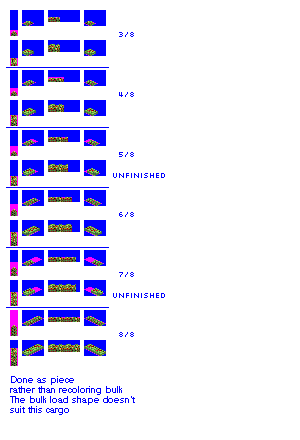 3/8
4/8
5/8
UNFINISHED
6/8
7/8
UNFINISHED
8/8
Done as piece
rather than recoloring bulk
The bulk load shape doesn't
suit this cargo